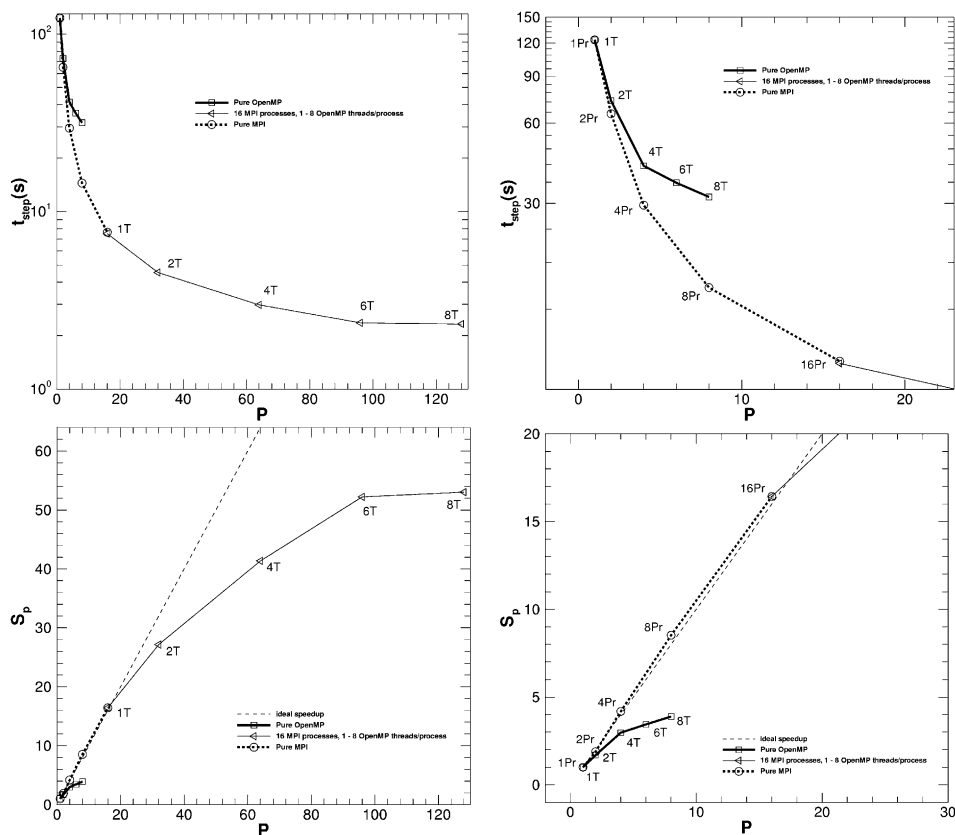 10²
10¹
10⁰
t_step(s)
0 20 40 60 80 100 120
P
Pure OpenMP
16 MPI processes, 1 - 8 OpenMP threads/process
Pure MPI
1T
2T
4T
6T
8T
150
120
90
60
30
t_step(s)
0 10 20
P
Pure OpenMP
16 MPI processes, 1 - 8 OpenMP threads/process
Pure MPI
1Pr 1T
2T
2Pr
4T
6T
8T
4Pr
8Pr
16Pr
60
50
40
30
20
10
0
S_p
0 20 40 60 80 100 120
P
ideal speedup
Pure OpenMP
16 MPI processes, 1 - 8 OpenMP threads/process
Pure MPI
1T
2T
4T
6T
8T
20
15
10
5
0
S_p
0 10 20 30
P
ideal speedup
Pure OpenMP
16 MPI processes, 1 - 8 OpenMP threads/process
Pure MPI
16Pr
8Pr
4Pr
2Pr
1Pr
1T
2T
4T
6T
8T